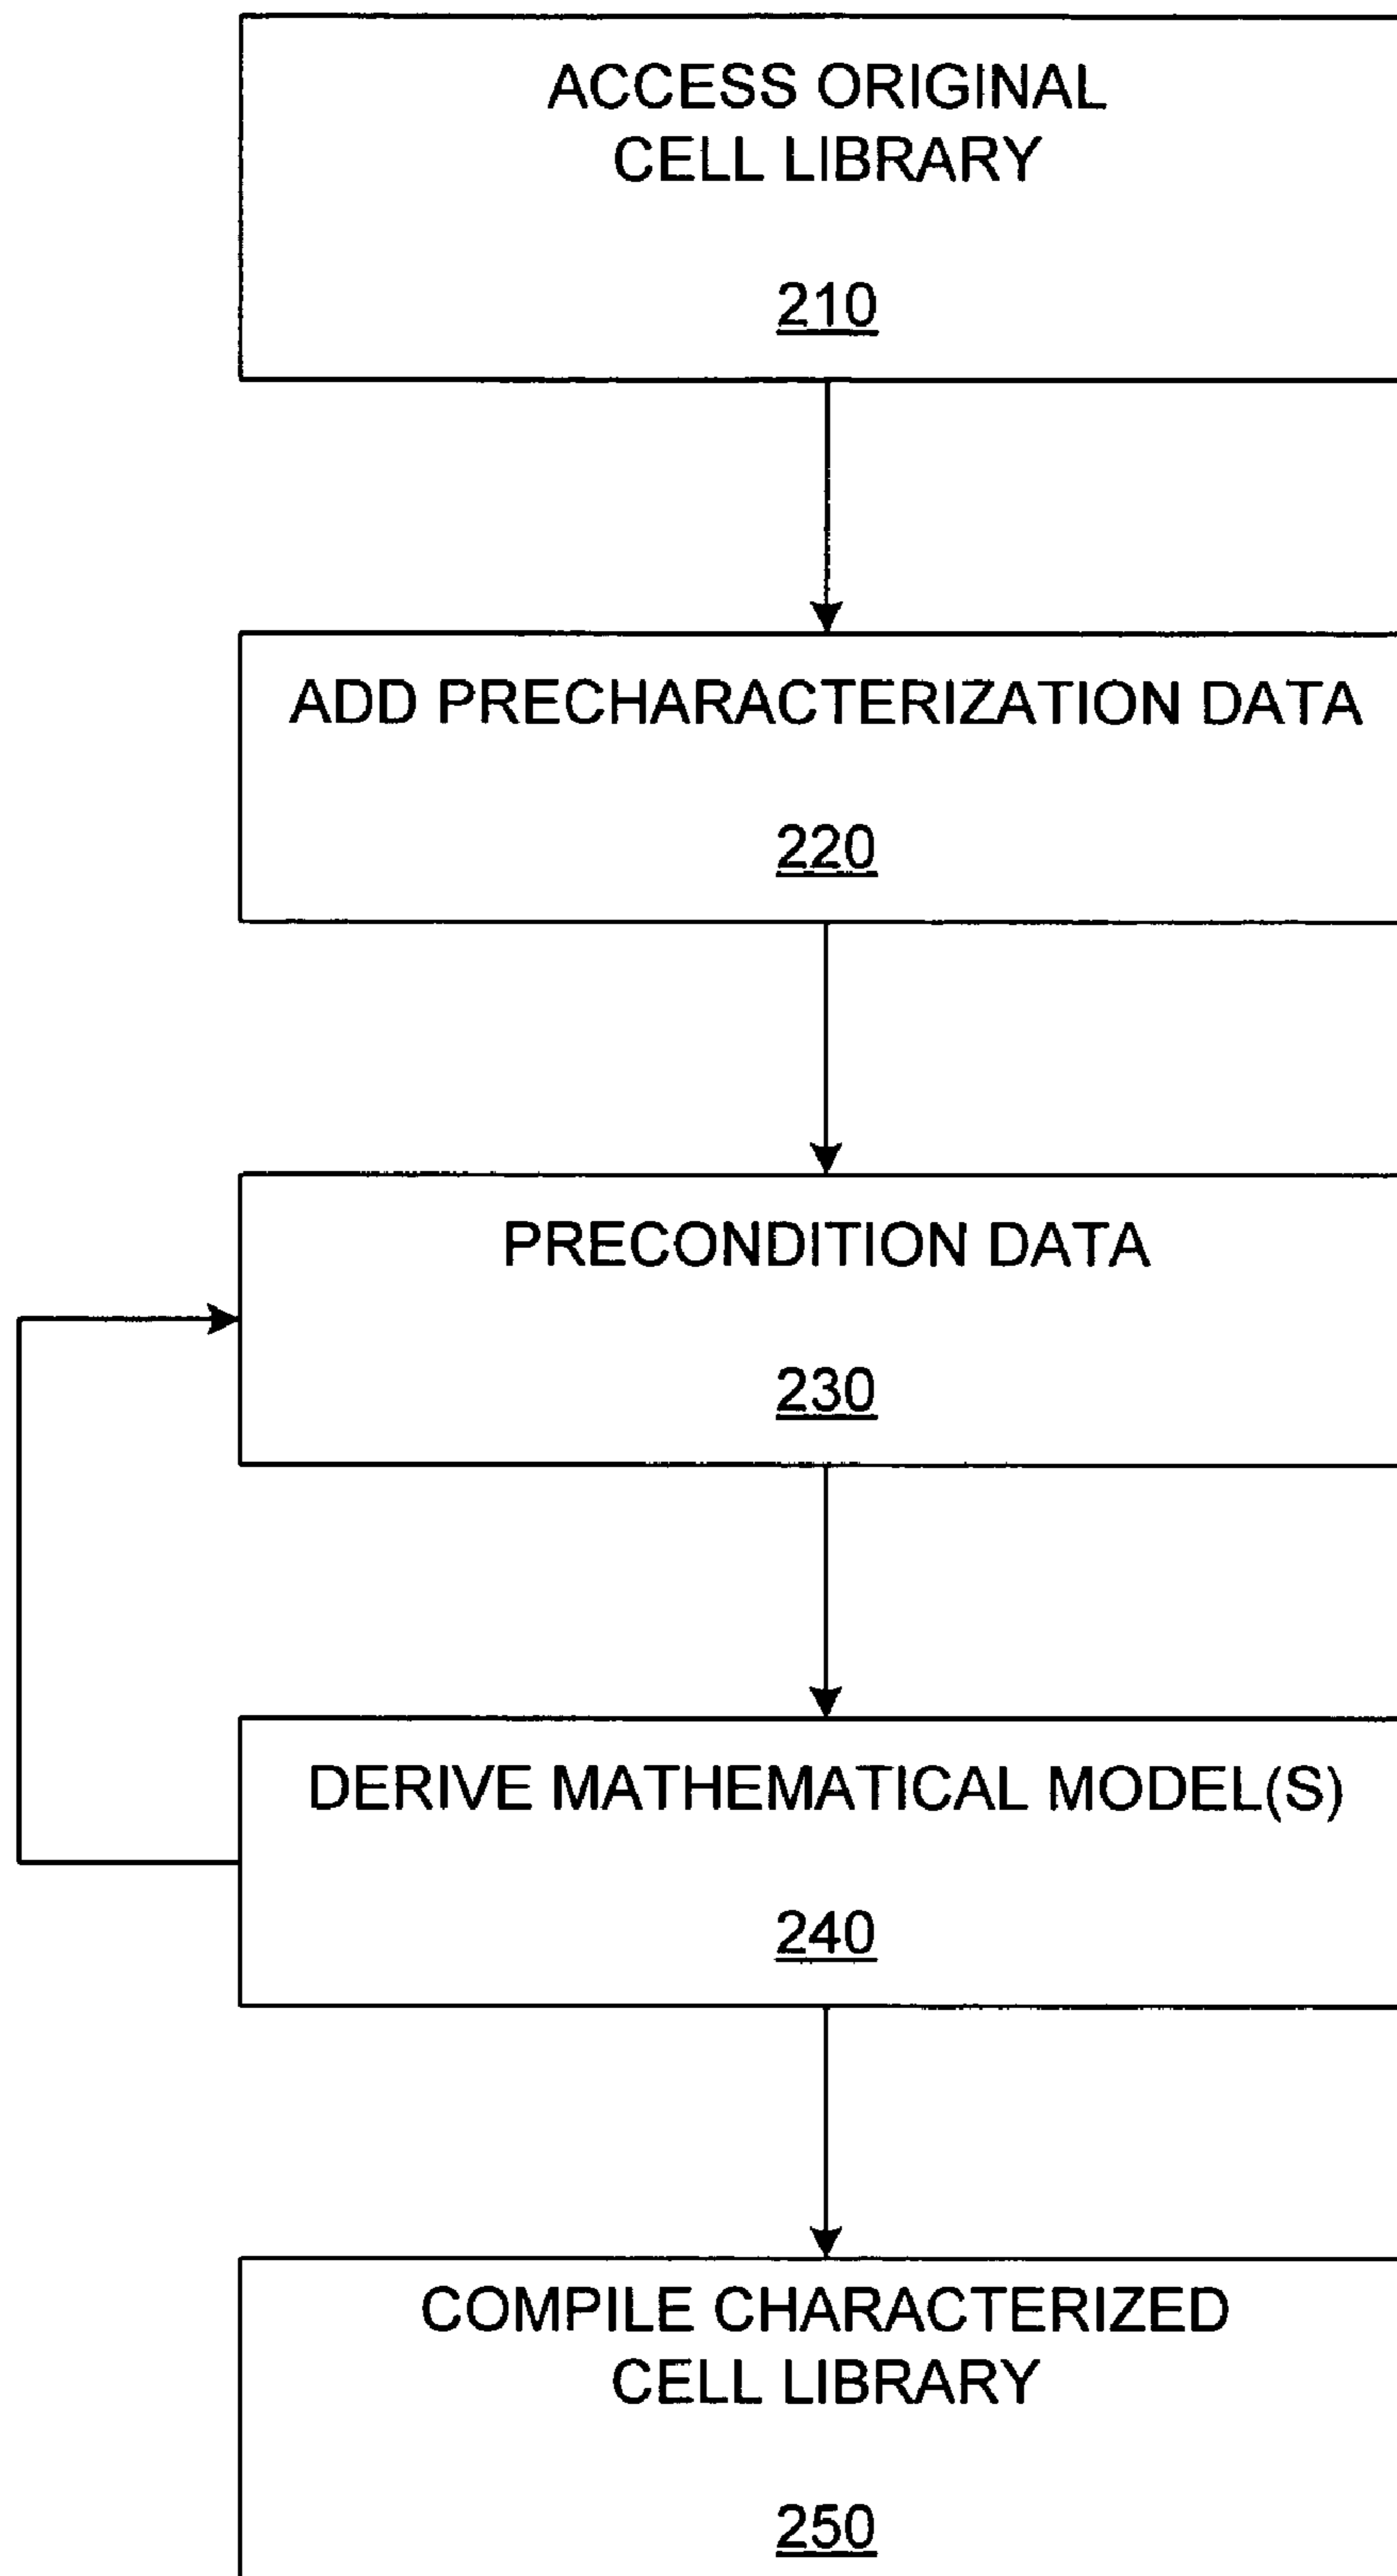 ACCESS ORIGINAL
CELL LIBRARY
210
ADD PRECHARACTERIZATION DATA
220
PRECONDITION DATA
230
DERIVE MATHEMATICAL MODEL(S)
240
COMPILE CHARACTERIZED
CELL LIBRARY
250